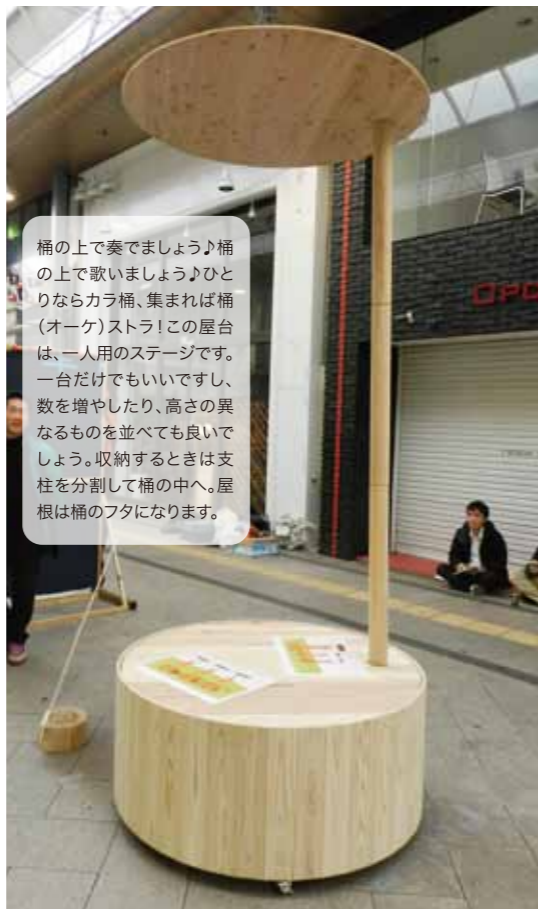 桶の上で奏でましょう♪桶
の上で歌いましょう♪ひと
りならカラ桶、集まれば桶
(オーケ)ストラ!この屋台
は、一人用のステージです。
一台だけでもいいですし、
数を増やしたり、高さの異
なるものを並べても良いで
しょう。収納するときは支
柱を分割して桶の中へ。屋
根は桶のフタになります。